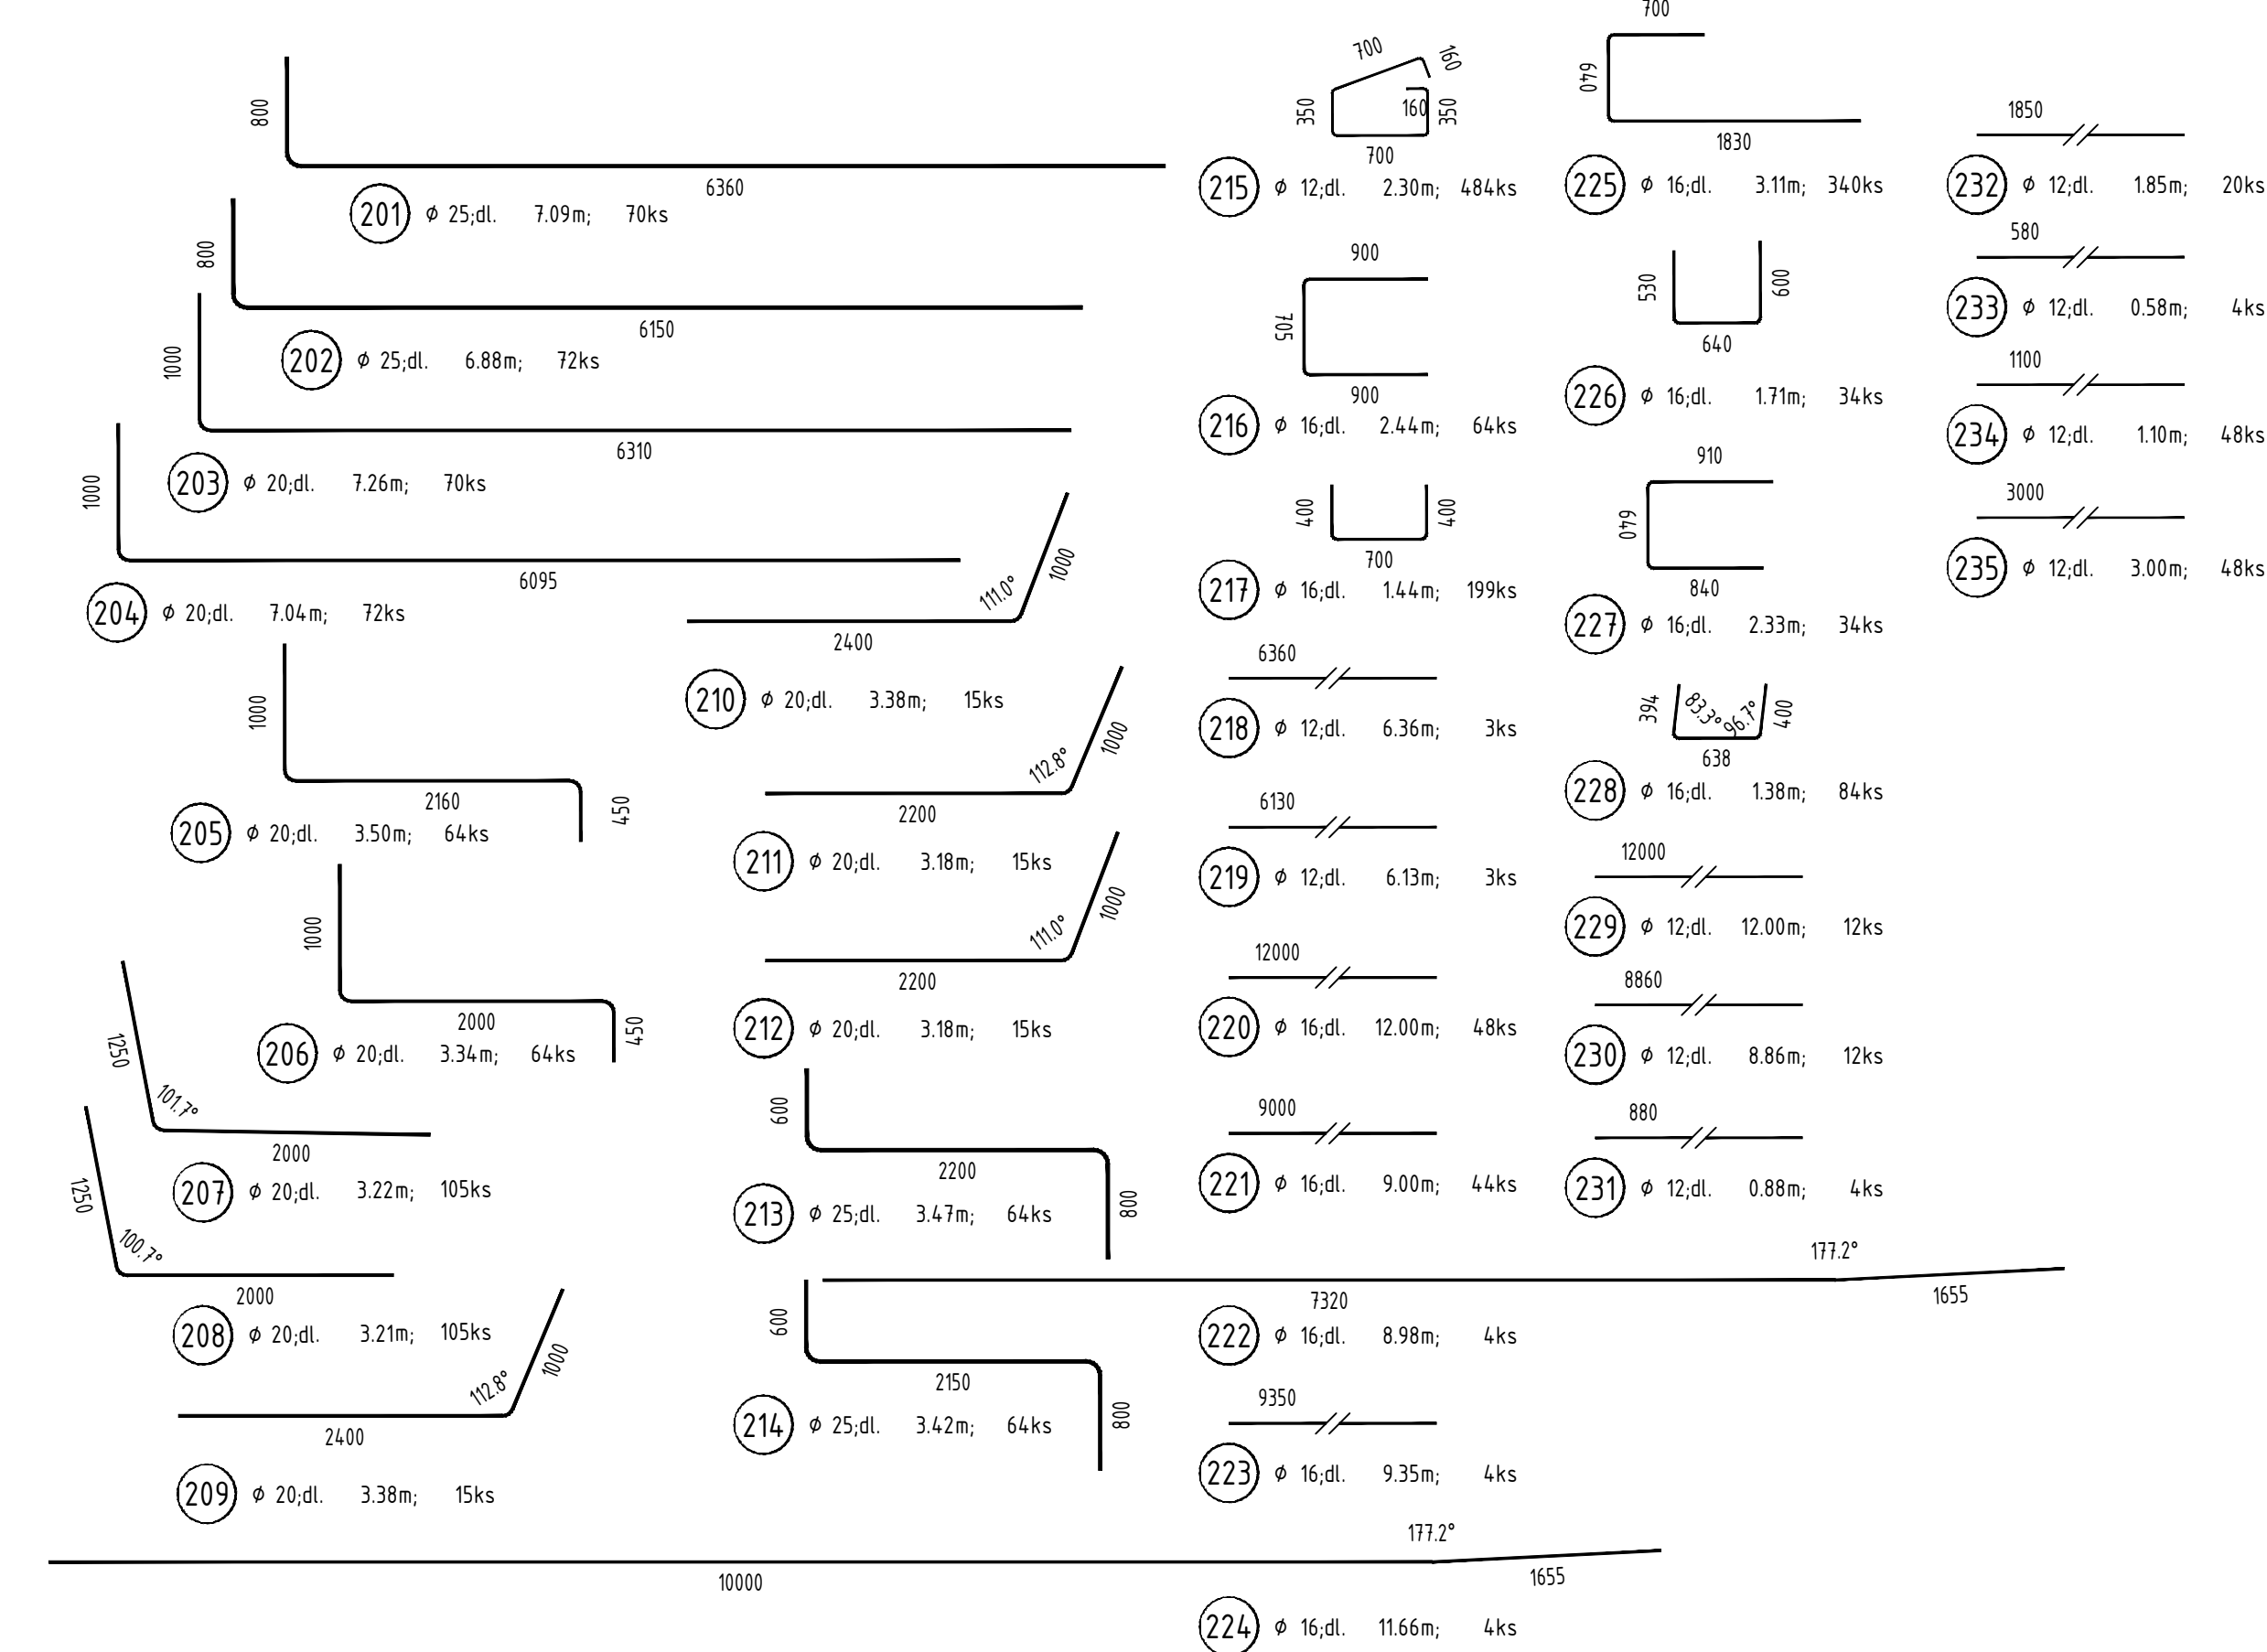 800
6360
201 ϕ 25;dl. 7.09m; 70ks
800
6150
202 ϕ 25;dl. 6.88m; 72ks
1000
6310
203 ϕ 20;dl. 7.26m; 70ks
1000
6095
204 ϕ 20;dl. 7.04m; 72ks
1000
2160
450
205 ϕ 20;dl. 3.50m; 64ks
1000
2000
450
206 ϕ 20;dl. 3.34m; 64ks
1250
101.7°
2000
207 ϕ 20;dl. 3.22m; 105ks
1250
100.7°
2000
208 ϕ 20;dl. 3.21m; 105ks
112.8°
1000
2400
209 ϕ 20;dl. 3.38m; 15ks
111.0°
1000
2400
210 ϕ 20;dl. 3.38m; 15ks
112.8°
1000
2200
211 ϕ 20;dl. 3.18m; 15ks
111.0°
1000
2200
212 ϕ 20;dl. 3.18m; 15ks
600
2200
800
213 ϕ 25;dl. 3.47m; 64ks
600
2150
800
214 ϕ 25;dl. 3.42m; 64ks
700
160
350
160
350
700
215 ϕ 12;dl. 2.30m; 484ks
900
705
900
216 ϕ 16;dl. 2.44m; 64ks
400
400
700
217 ϕ 16;dl. 1.44m; 199ks
6360
218 ϕ 12;dl. 6.36m; 3ks
6130
219 ϕ 12;dl. 6.13m; 3ks
12000
220 ϕ 16;dl. 12.00m; 48ks
9000
221 ϕ 16;dl. 9.00m; 44ks
177.2°
7320
1655
222 ϕ 16;dl. 8.98m; 4ks
9350
223 ϕ 16;dl. 9.35m; 4ks
177.2°
10000
1655
224 ϕ 16;dl. 11.66m; 4ks
700
640
1830
225 ϕ 16;dl. 3.11m; 340ks
530
600
640
226 ϕ 16;dl. 1.71m; 34ks
910
640
840
227 ϕ 16;dl. 2.33m; 34ks
394
83.3°
96.7°
400
638
228 ϕ 16;dl. 1.38m; 84ks
12000
229 ϕ 12;dl. 12.00m; 12ks
8860
230 ϕ 12;dl. 8.86m; 12ks
880
231 ϕ 12;dl. 0.88m; 4ks
1850
232 ϕ 12;dl. 1.85m; 20ks
580
233 ϕ 12;dl. 0.58m; 4ks
1100
234 ϕ 12;dl. 1.10m; 48ks
3000
235 ϕ 12;dl. 3.00m; 48ks